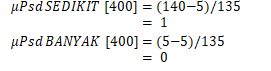 μPsd SEDIKIT [400] = (140-5)/135
= 1
μPsd BANYAK [400] = (5-5)/135
= 0